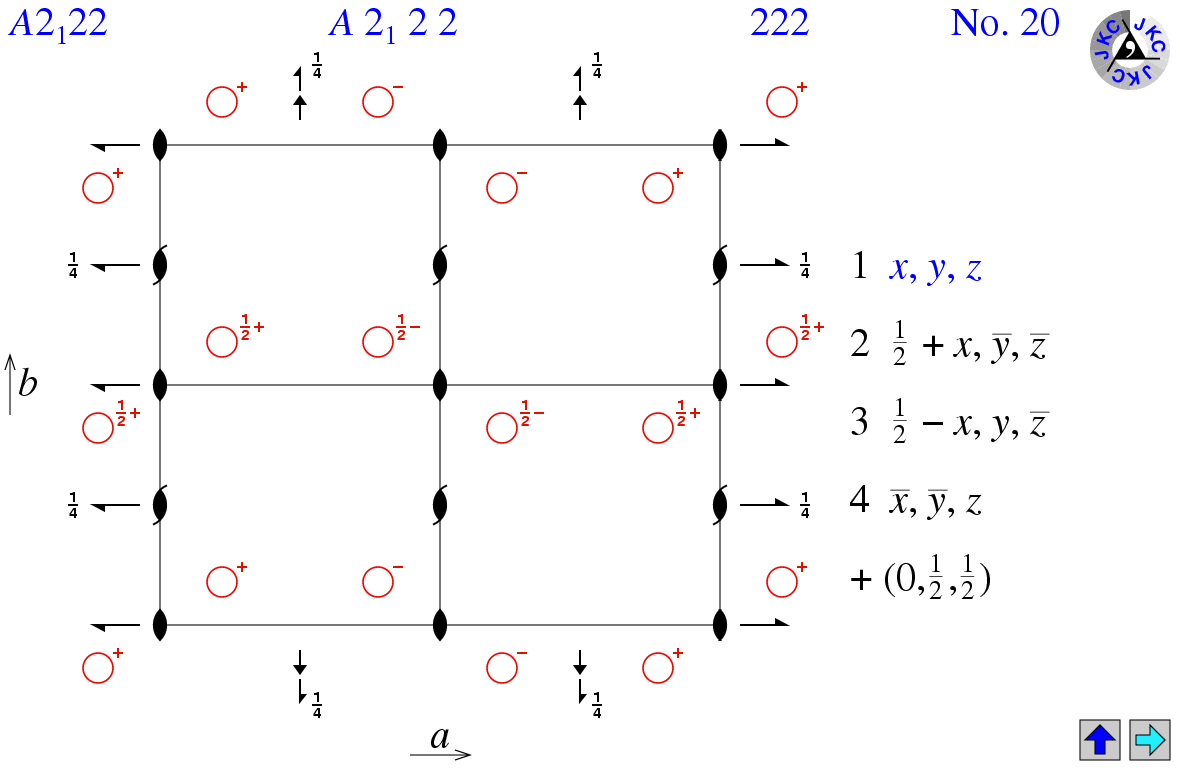 A2₁22 A 2₁ 2 2 222 No. 20
JKC JKC JKC
1/4 1/4
+ − +
+ − +
1/4 1/4
1 x, y, z
1/2+ 1/2− 1/2+
2 1/2 + x, y̅, z̅
b
1/2+ 1/2− 1/2+
3 1/2 − x, y, z̅
1/4 1/4
4 x̅, y̅, z
+ − +
+ (0,1/2,1/2)
+ − +
1/4 1/4
a